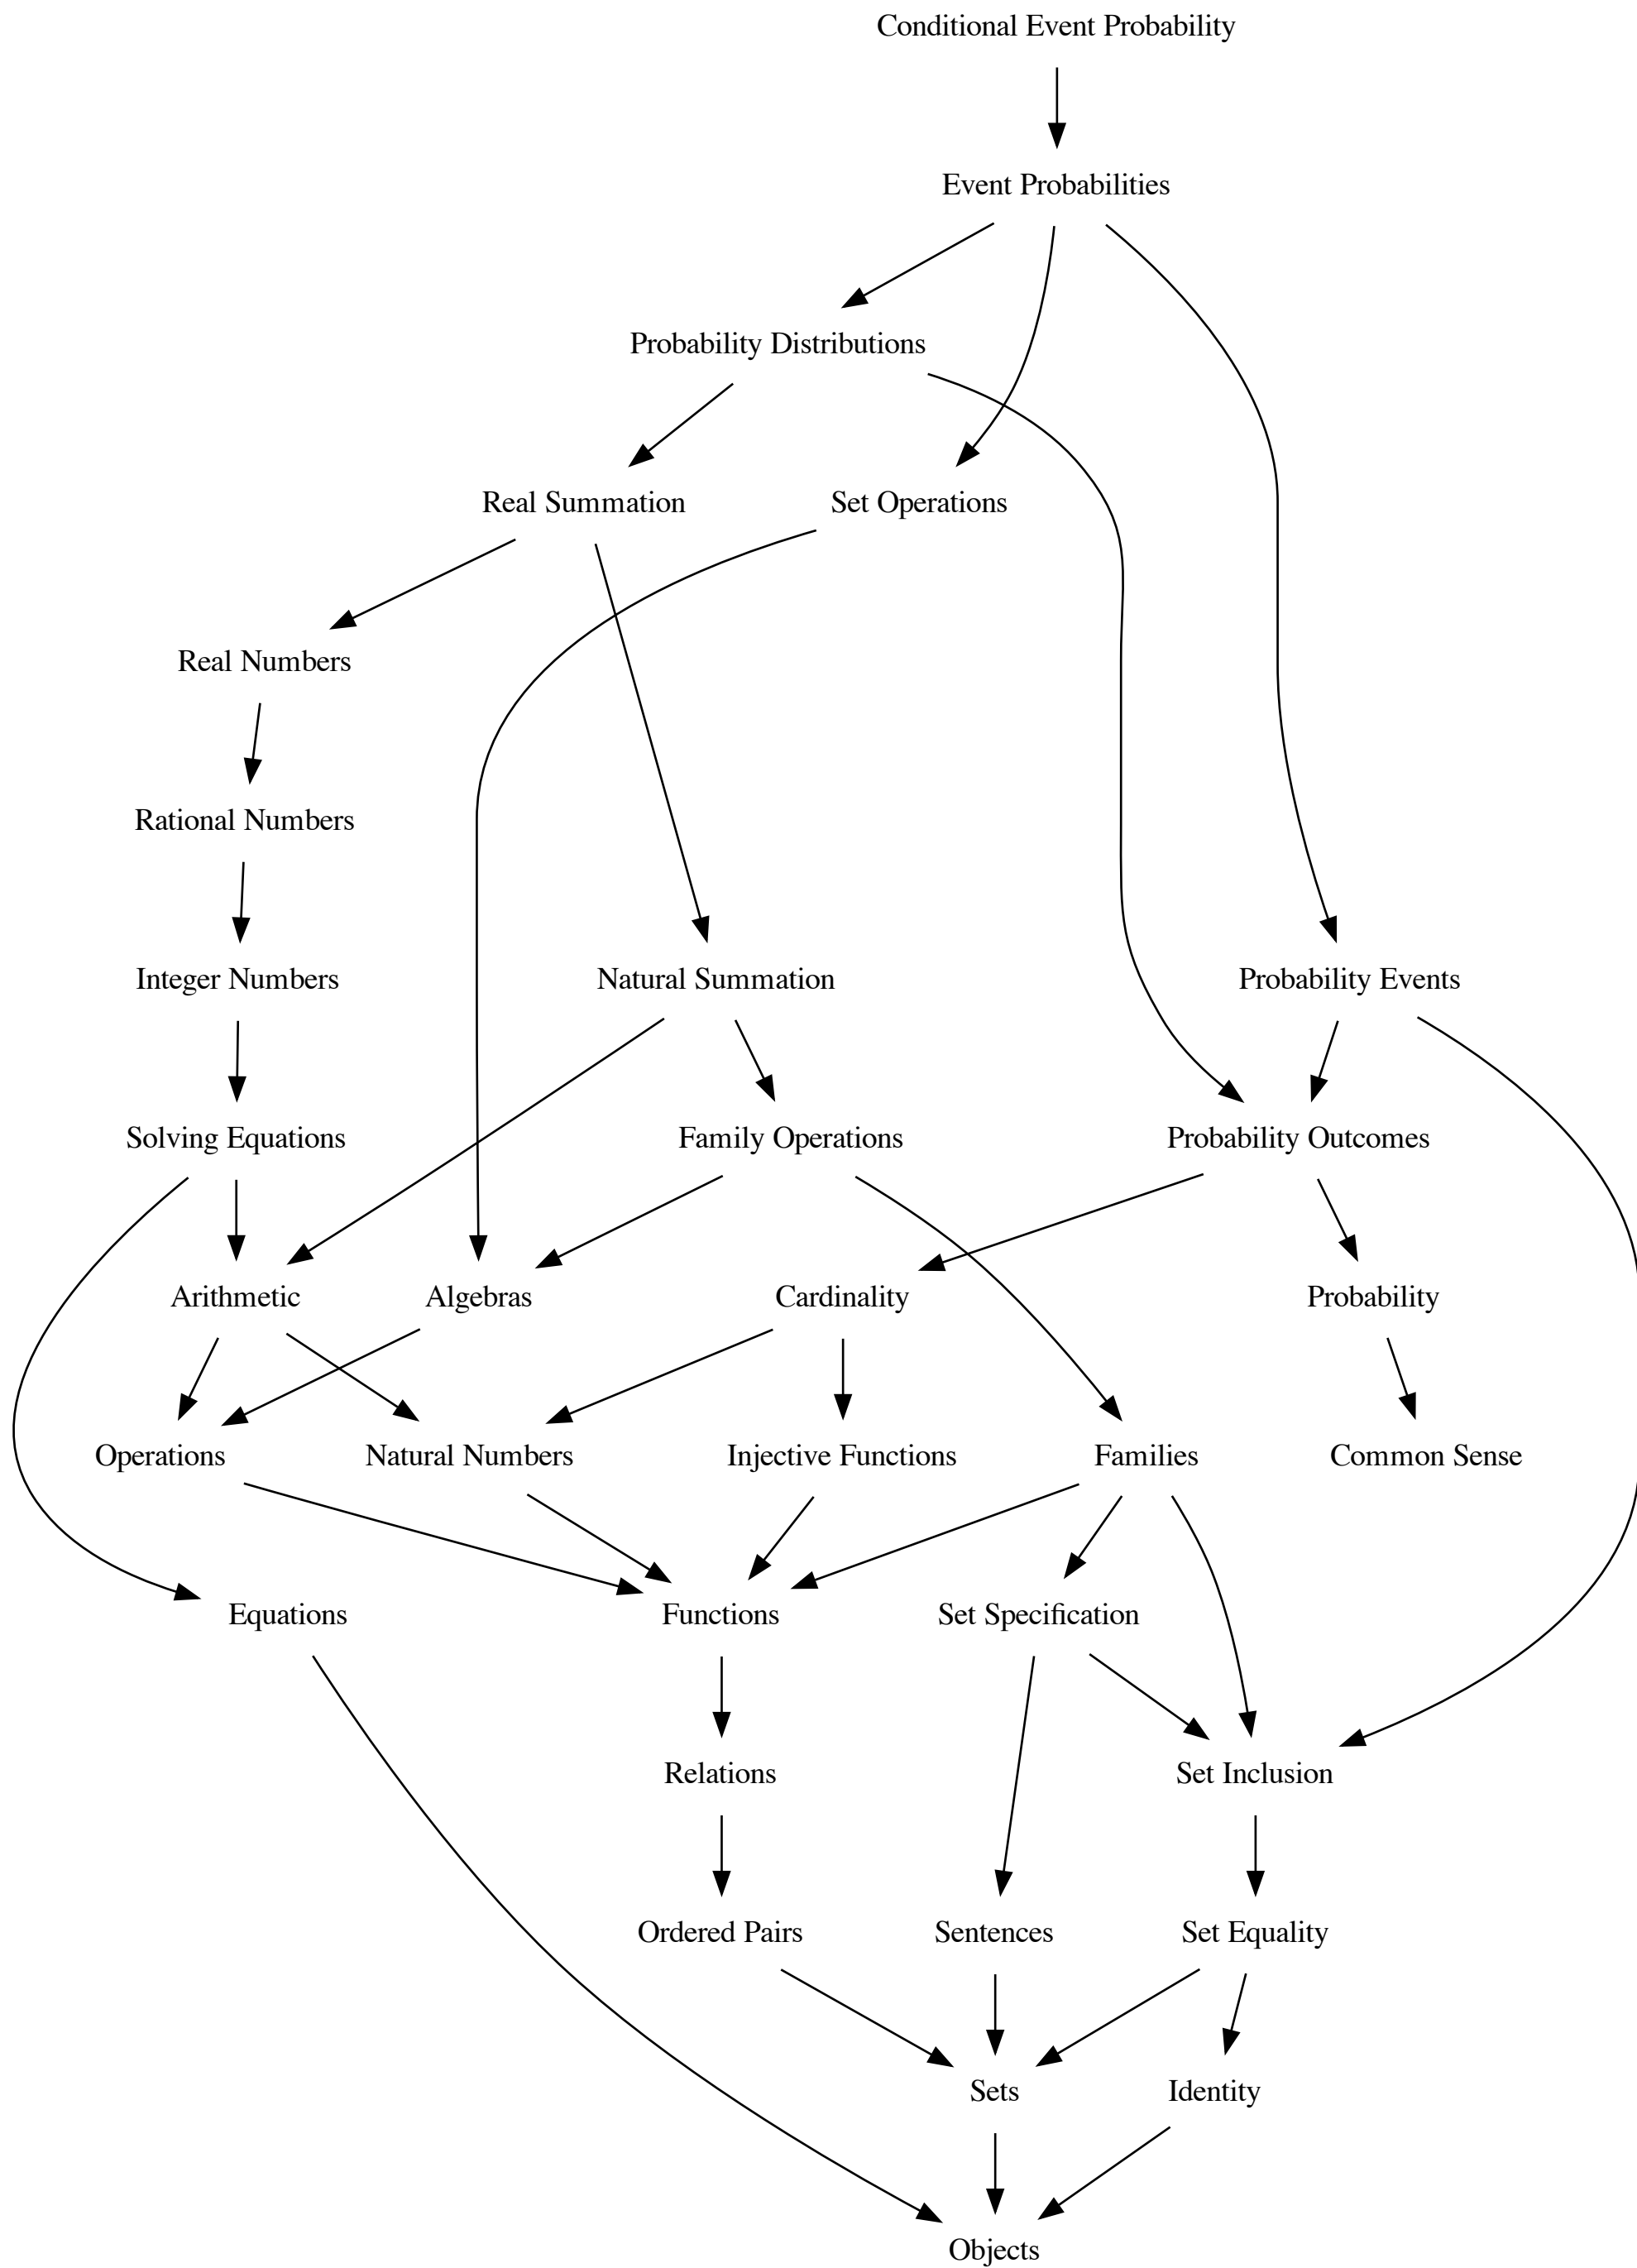 Conditional Event Probability
Event Probabilities
Probability Distributions
Real Summation
Set Operations
Real Numbers
Rational Numbers
Integer Numbers
Natural Summation
Probability Events
Solving Equations
Family Operations
Probability Outcomes
Arithmetic
Algebras
Cardinality
Probability
Operations
Natural Numbers
Injective Functions
Families
Common Sense
Equations
Functions
Set Specification
Relations
Set Inclusion
Ordered Pairs
Sentences
Set Equality
Sets
Identity
Objects